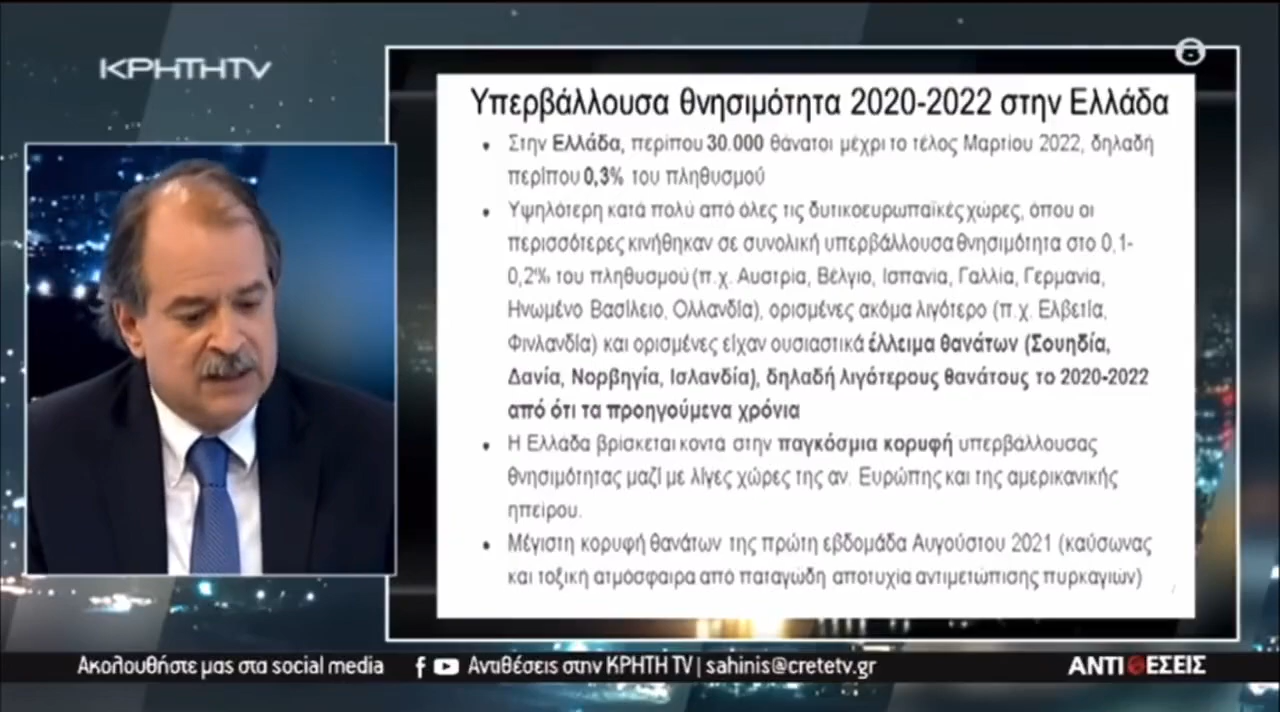 ΚΡΗΤΗTV
Υπερβάλλουσα θνησιμότητα 2020-2022 στην Ελλάδα
• Στην Ελλάδα, περίπου 30.000 θάνατοι μέχρι το τέλος Μαρτίου 2022, δηλαδή
περίπου 0,3% του πληθυσμού
• Υψηλότερη κατά πολύ από όλες τις δυτικοευρωπαϊκές χώρες, όπου οι
περισσότερες κινήθηκαν σε συνολική υπερβάλλουσα θνησιμότητα στο 0,1-
0,2% του πληθυσμού (π.χ. Αυστρία, Βέλγιο, Ισπανία, Γαλλία, Γερμανία,
Ηνωμένο Βασίλειο, Ολλανδία), ορισμένες ακόμα λιγότερο (π.χ. Ελβετία,
Φινλανδία) και ορισμένες είχαν ουσιαστικά έλλειμα θανάτων (Σουηδία,
Δανία, Νορβηγία, Ισλανδία), δηλαδή λιγότερους θανάτους το 2020-2022
από ότι τα προηγούμενα χρόνια
• Η Ελλάδα βρίσκεται κοντά στην παγκόσμια κορυφή υπερβάλλουσας
θνησιμότητας μαζί με λίγες χώρες της αν. Ευρώπης και της αμερικανικής
ηπείρου.
• Μέγιστη κορυφή θανάτων της πρώτη εβδομάδα Αυγούστου 2021 (καύσωνας
και τοξική ατμόσφαιρα από παταγώδη αποτυχία αντιμετώπισης πυρκαγιών)
Ακολουθήστε μας στα social media Αντιθέσεις στην ΚΡΗΤΗ TV | sahinis@cretetv.gr ΑΝΤΙΘΕΣΕΙΣ